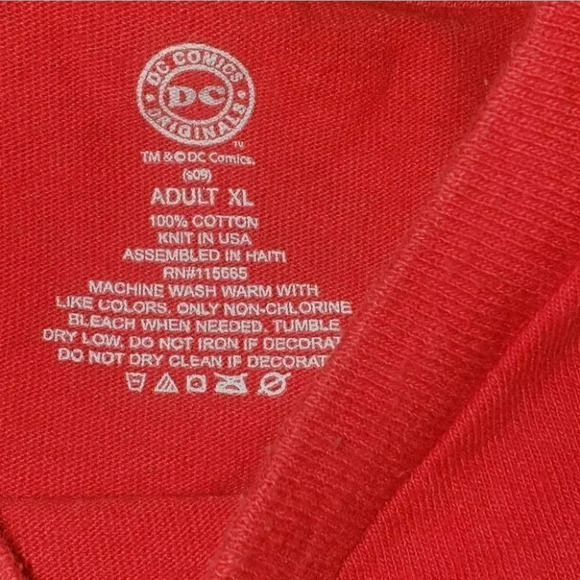 DC COMICS
DC
ORIGINALS
TM
TM & © DC Comics.
(s09)
ADULT XL
100% COTTON
KNIT IN USA
ASSEMBLED IN HAITI
RN#115665
MACHINE WASH WARM WITH
LIKE COLORS. ONLY NON-CHLORINE
BLEACH WHEN NEEDED. TUMBLE
DRY LOW. DO NOT IRON IF DECORAT
DO NOT DRY CLEAN IF DECORAT